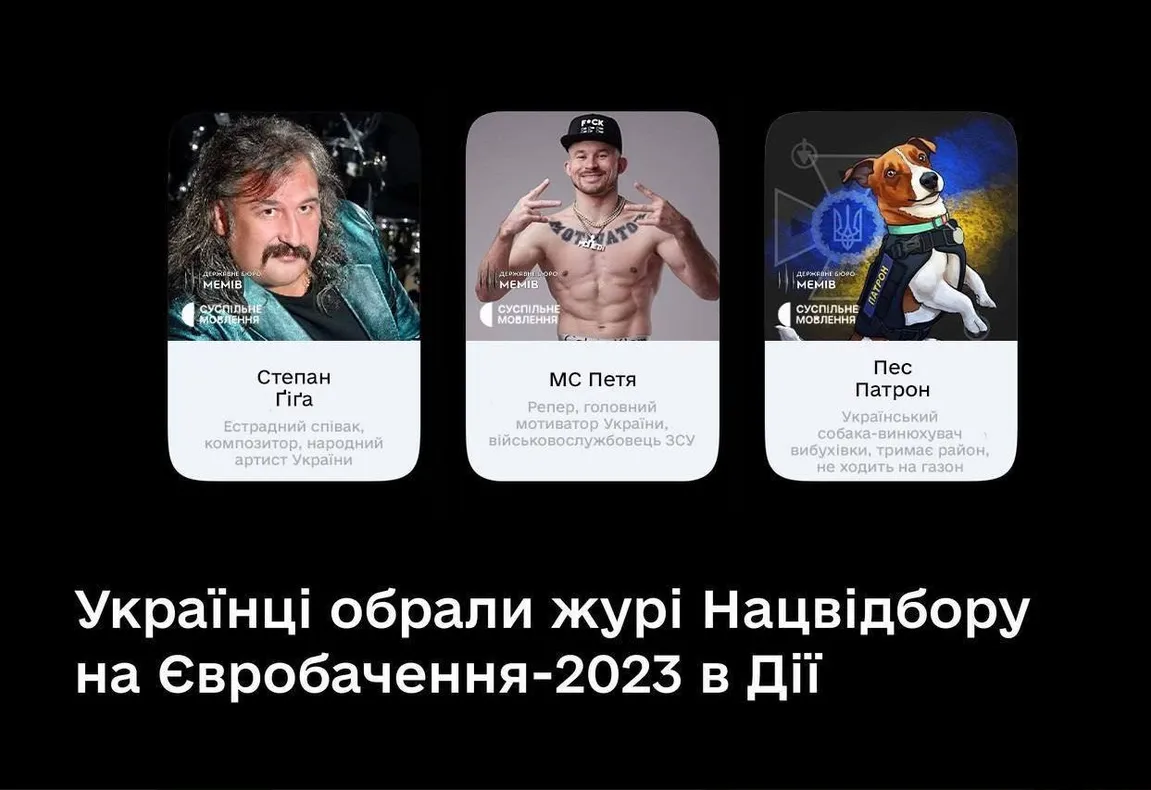 F*CK
ДЕРЖАВНЕ БЮРО
МЕМІВ
СУСПІЛЬНЕ
МОВЛЕННЯ
Степан
Ґіґа
Естрадний співак,
композитор, народний
артист України
ДЕРЖАВНЕ БЮРО
МЕМІВ
СУСПІЛЬНЕ
МОВЛЕННЯ
МС Петя
Репер, головний
мотиватор України,
військовослужбовець ЗСУ
ПАТРОН
ДЕРЖАВНЕ БЮРО
МЕМІВ
СУСПІЛЬНЕ
МОВЛЕННЯ
Пес
Патрон
Український
собака-винюхувач
вибухівки, тримає район,
не ходить на газон
Українці обрали журі Нацвідбору
на Євробачення-2023 в Дії